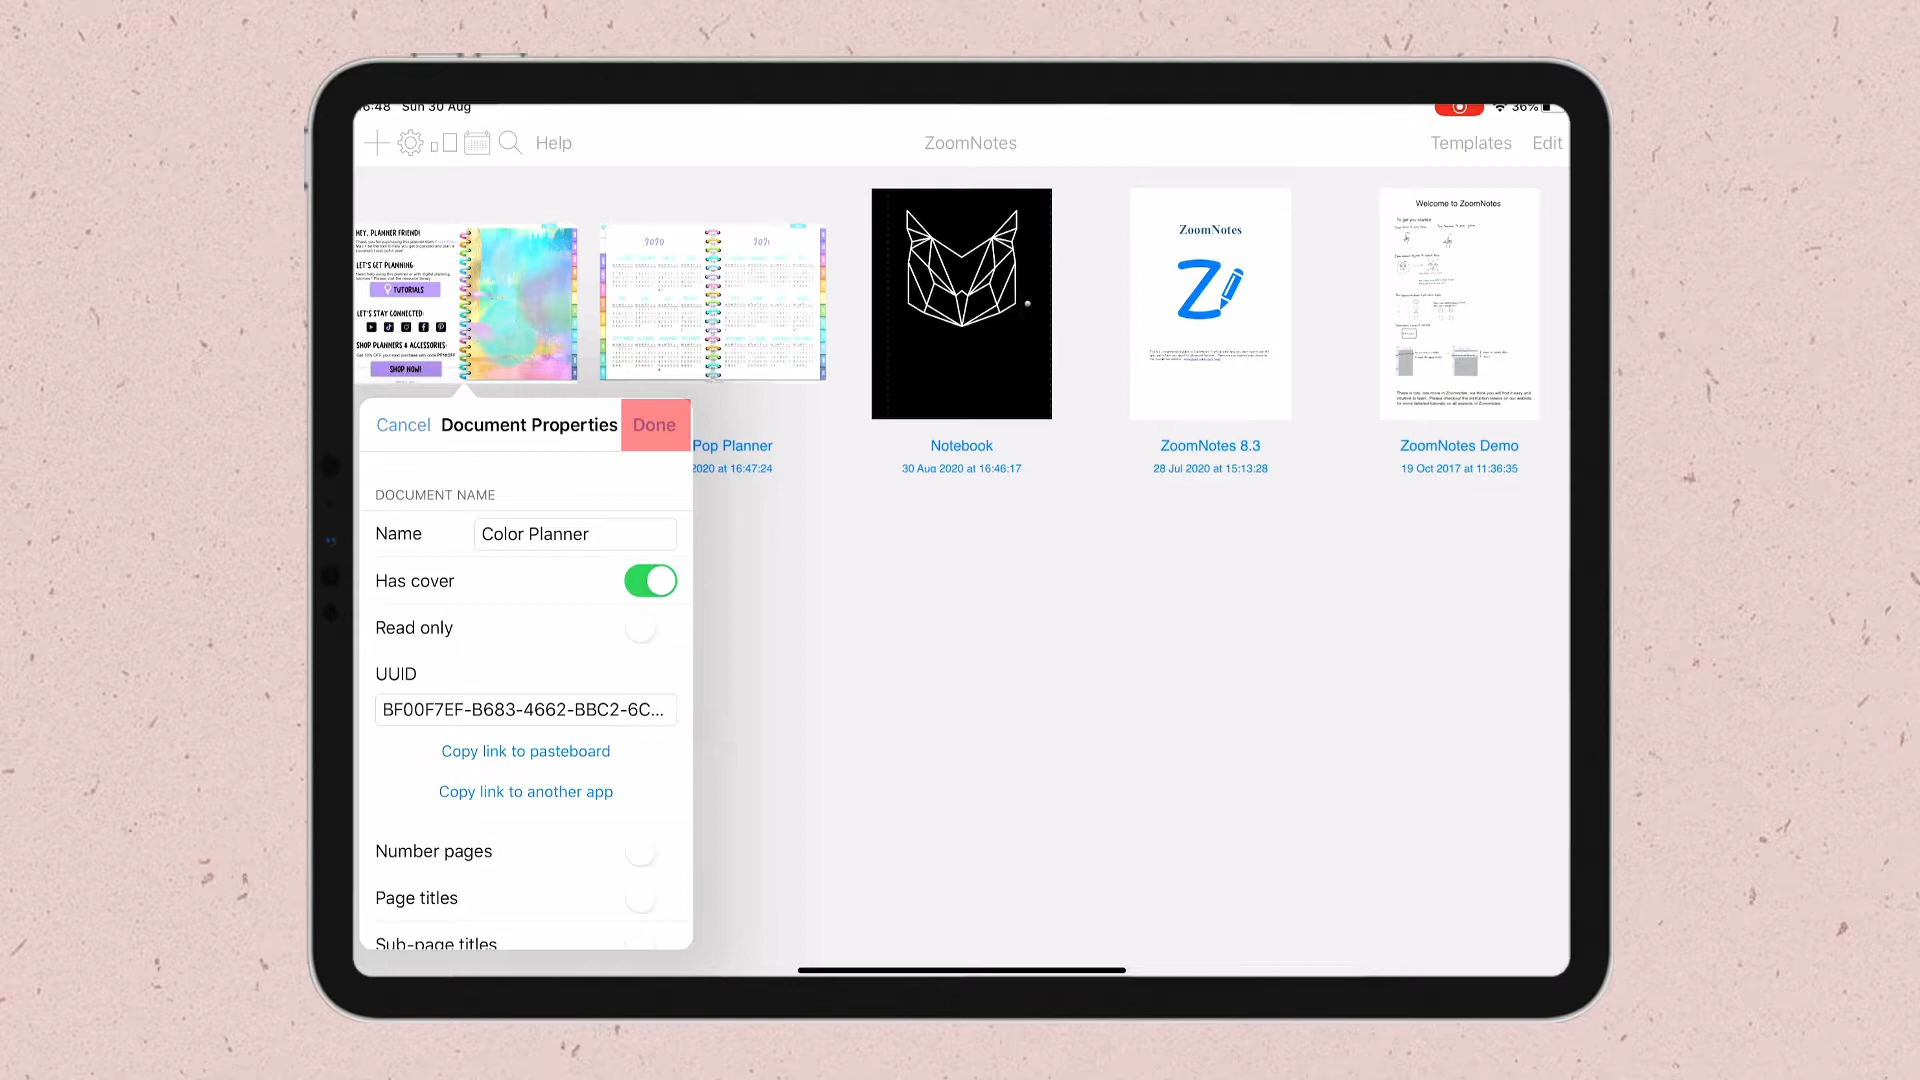 6:48 Sun 30 Aug
36%
Help
ZoomNotes
Templates
Edit
HEY, PLANNER FRIEND!
LET'S GET PLANNING
TUTORIALS
LET'S STAY CONNECTED:
SHOP PLANNERS & ACCESSORIES:
SHOP NOW!
2020
2021
ZoomNotes
Welcome to ZoomNotes
To get you started
Pop Planner
2020 at 16:47:24
Notebook
30 Aug 2020 at 16:46:17
ZoomNotes 8.3
28 Jul 2020 at 15:13:28
ZoomNotes Demo
19 Oct 2017 at 11:36:35
Cancel
Document Properties
Done
DOCUMENT NAME
Name
Color Planner
Has cover
Read only
UUID
BF00F7EF-B683-4662-BBC2-6C...
Copy link to pasteboard
Copy link to another app
Number pages
Page titles
Sub-page titles